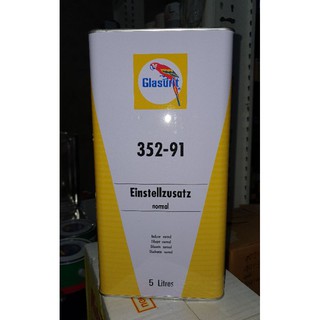 Glasurit
352-91
Einstellzusatz
normal
5 Liter